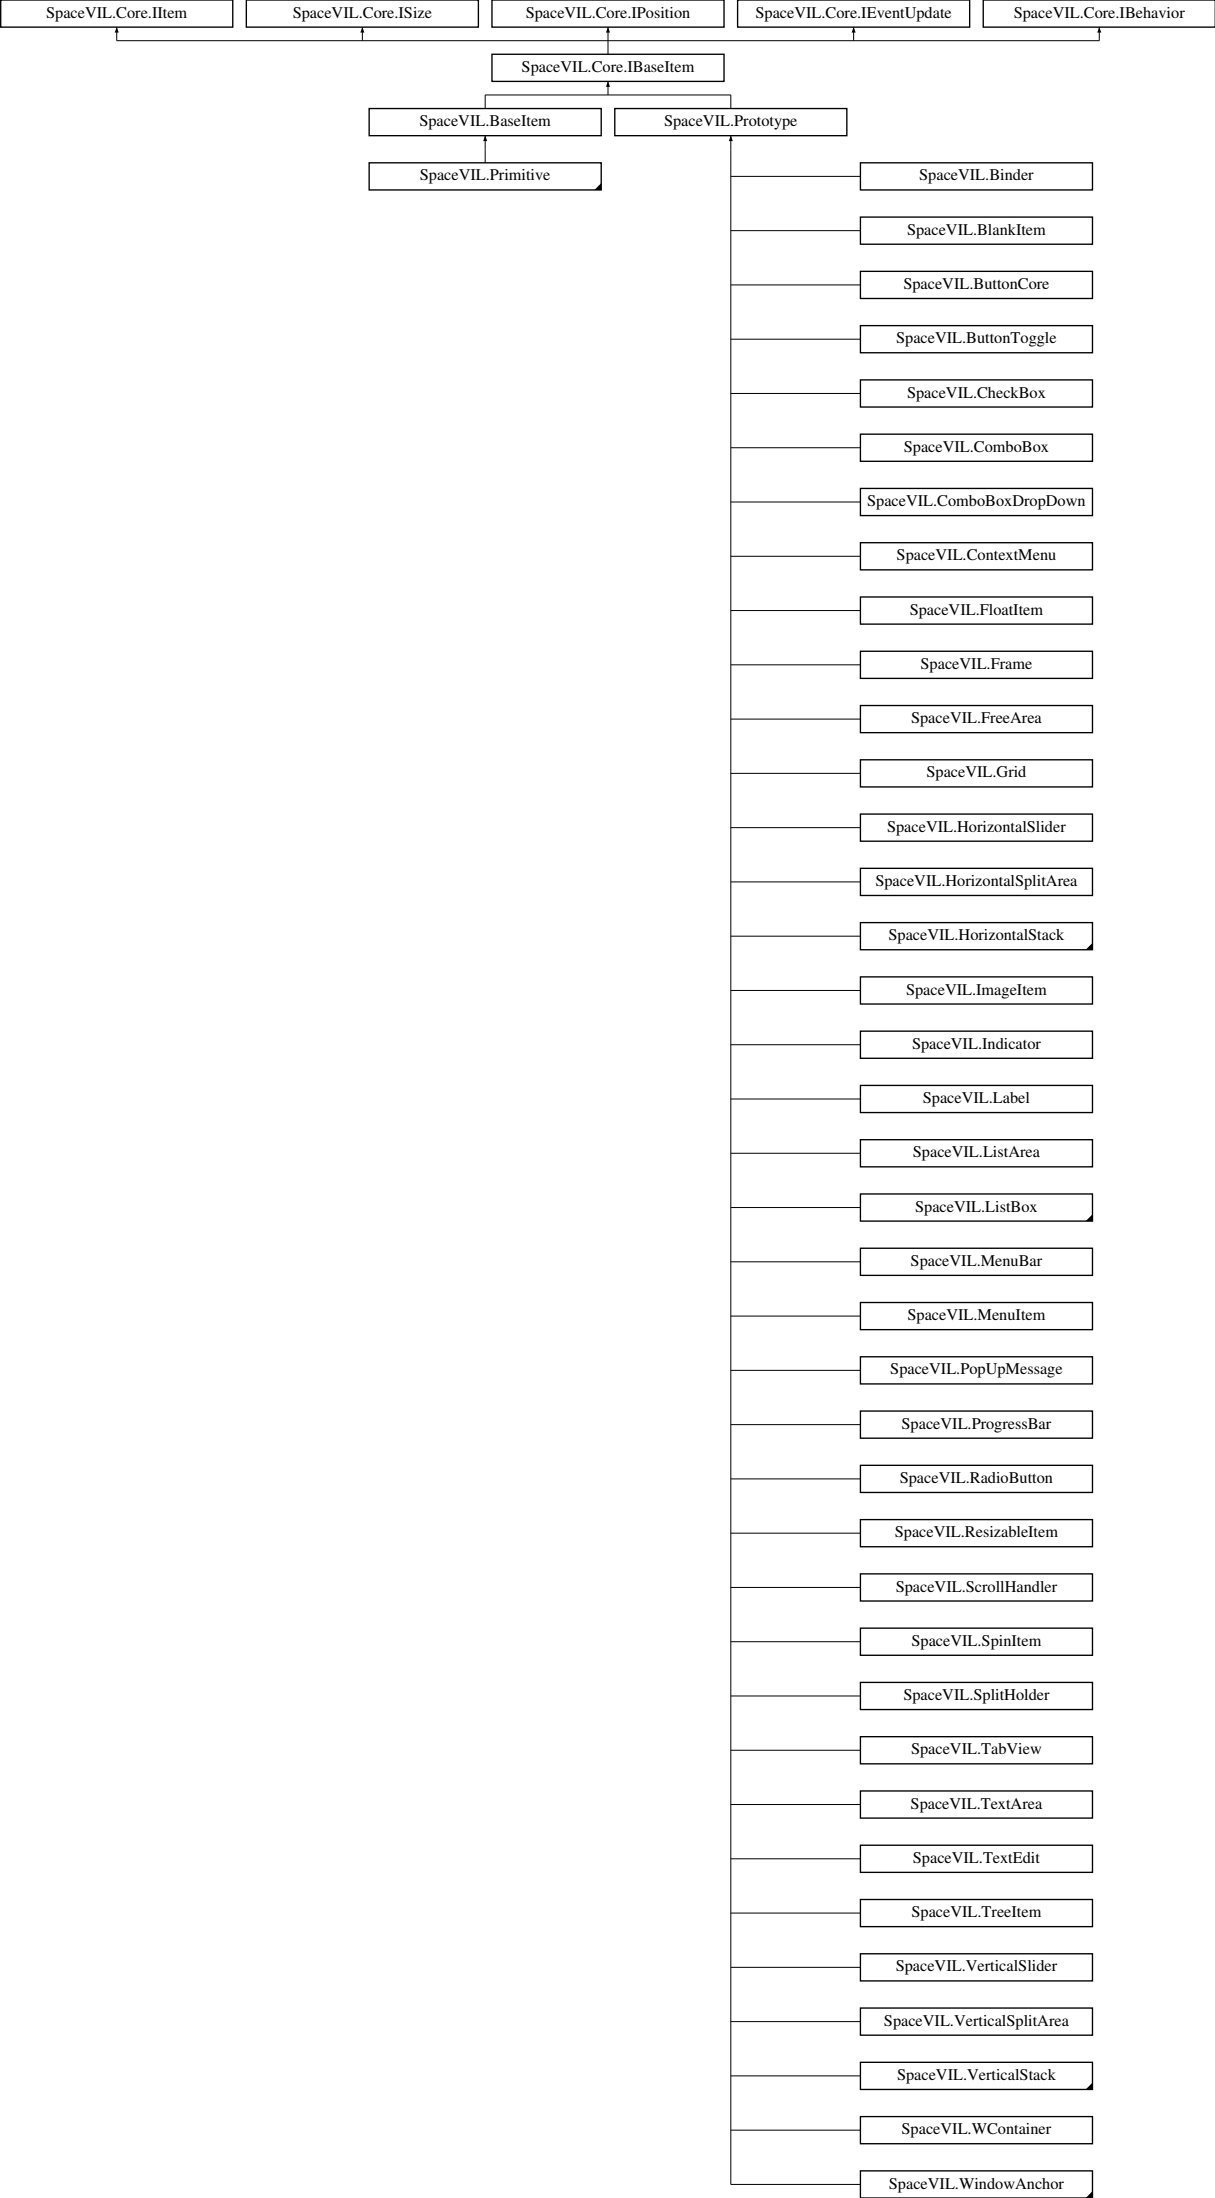 SpaceVIL.Core.IItem
SpaceVIL.Core.ISize
SpaceVIL.Core.IPosition
SpaceVIL.Core.IEventUpdate
SpaceVIL.Core.IBehavior
SpaceVIL.Core.IBaseItem
SpaceVIL.BaseItem
SpaceVIL.Prototype
SpaceVIL.Primitive
SpaceVIL.Binder
SpaceVIL.BlankItem
SpaceVIL.ButtonCore
SpaceVIL.ButtonToggle
SpaceVIL.CheckBox
SpaceVIL.ComboBox
SpaceVIL.ComboBoxDropDown
SpaceVIL.ContextMenu
SpaceVIL.FloatItem
SpaceVIL.Frame
SpaceVIL.FreeArea
SpaceVIL.Grid
SpaceVIL.HorizontalSlider
SpaceVIL.HorizontalSplitArea
SpaceVIL.HorizontalStack
SpaceVIL.ImageItem
SpaceVIL.Indicator
SpaceVIL.Label
SpaceVIL.ListArea
SpaceVIL.ListBox
SpaceVIL.MenuBar
SpaceVIL.MenuItem
SpaceVIL.PopUpMessage
SpaceVIL.ProgressBar
SpaceVIL.RadioButton
SpaceVIL.ResizableItem
SpaceVIL.ScrollHandler
SpaceVIL.SpinItem
SpaceVIL.SplitHolder
SpaceVIL.TabView
SpaceVIL.TextArea
SpaceVIL.TextEdit
SpaceVIL.TreeItem
SpaceVIL.VerticalSlider
SpaceVIL.VerticalSplitArea
SpaceVIL.VerticalStack
SpaceVIL.WContainer
SpaceVIL.WindowAnchor